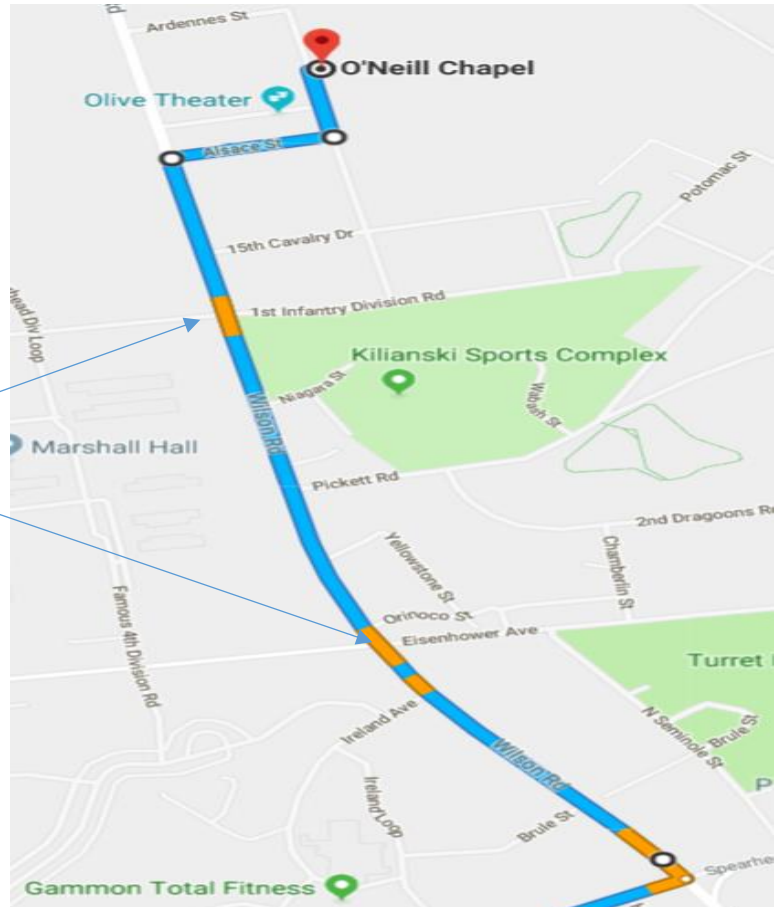 Ardennes St
O'Neill Chapel
Olive Theater
Alsace St
15th Cavalry Dr
Potomac St
1st Infantry Division Rd
Kilianski Sports Complex
Niagara St
Wabash St
Wilson Rd
Marshall Hall
Pickett Rd
2nd Dragoons
Yellowstone St
Chamberlin St
Orinoco St
Eisenhower Ave
Famous 4th Division Rd
Turret
Ireland Ave
N Seminole St
Brule St
Wilson Rd
Ireland Loop
Brule St
Gammon Total Fitness